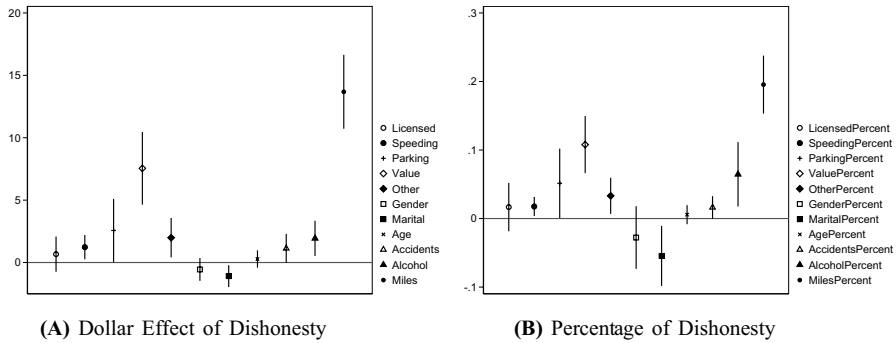 20
15
10
5
0
Licensed
Speeding
Parking
Value
Other
Gender
Marital
Age
Accidents
Alcohol
Miles
(A) Dollar Effect of Dishonesty
.3
.2
.1
0
-.1
LicensedPercent
SpeedingPercent
ParkingPercent
ValuePercent
OtherPercent
GenderPercent
MaritalPercent
AgePercent
AccidentsPercent
AlcoholPercent
MilesPercent
(B) Percentage of Dishonesty